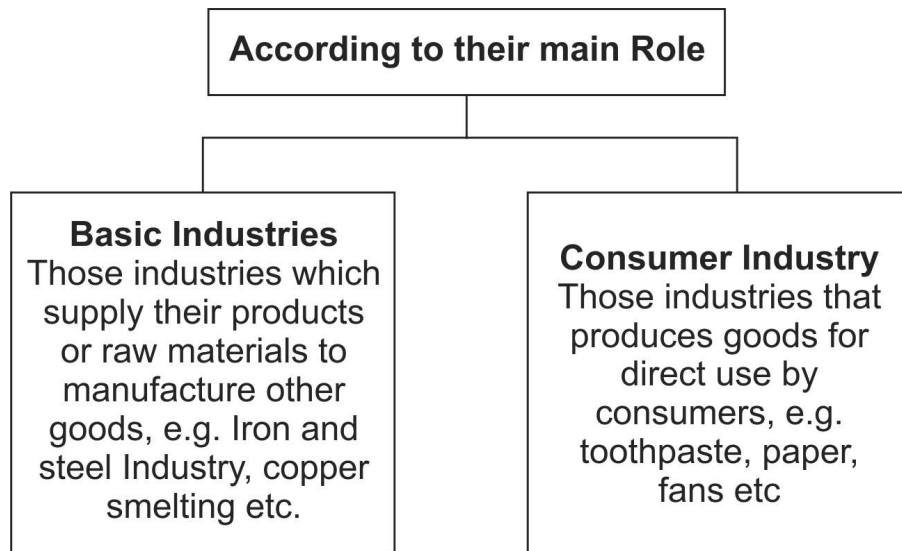 According to their main Role
Basic Industries
Those industries which
supply their products
or raw materials to
manufacture other
goods, e.g. Iron and
steel Industry, copper
smelting etc.
Consumer Industry
Those industries that
produces goods for
direct use by
consumers, e.g.
toothpaste, paper,
fans etc